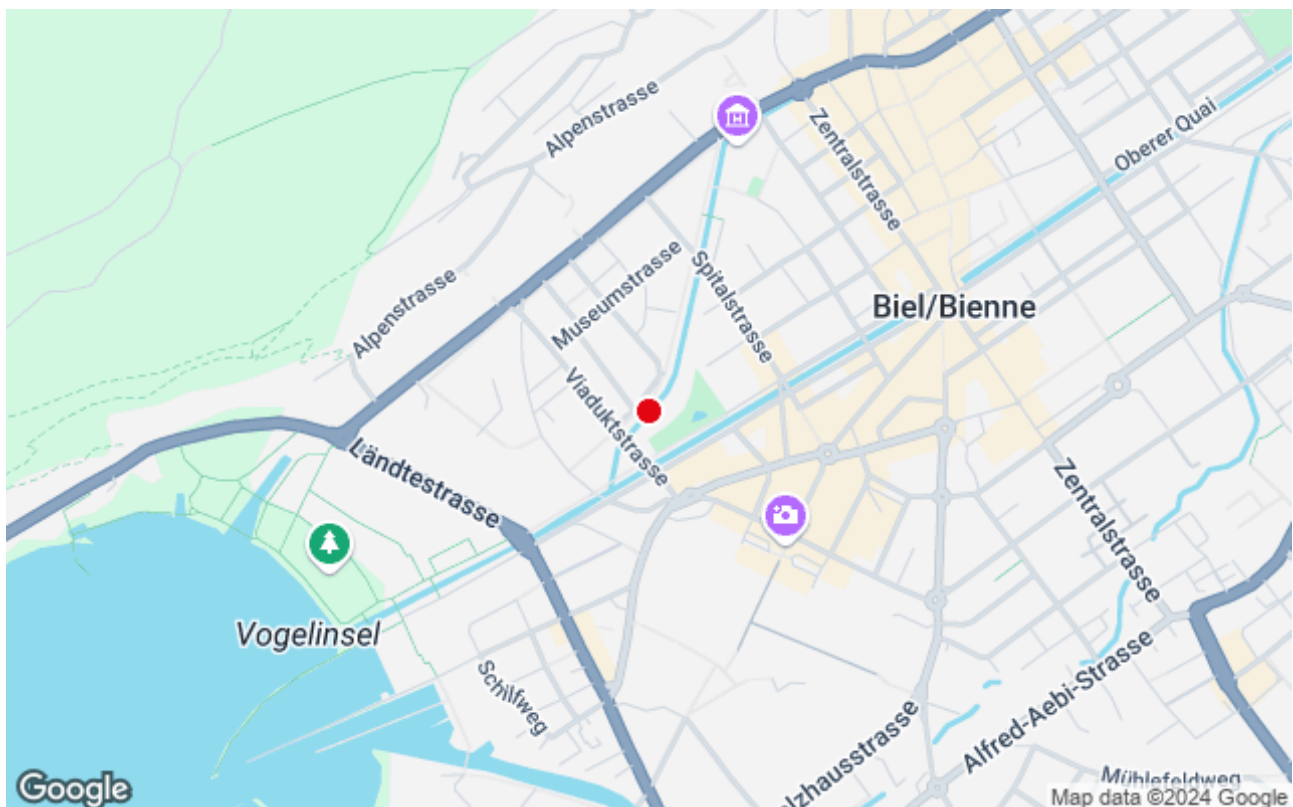 Alpenstrasse
Zentralstrasse
Oberer Quai
Museumstrasse
Spitalstrasse
Alpenstrasse
Biel/Bienne
Viaduktstrasse
Ländtestrasse
Zentralstrasse
Vogelinsel
Schilfweg
Alfred-Aebi-Strasse
lzhausstrasse
Mühlefeldweg
Google
Map data ©2024 Google